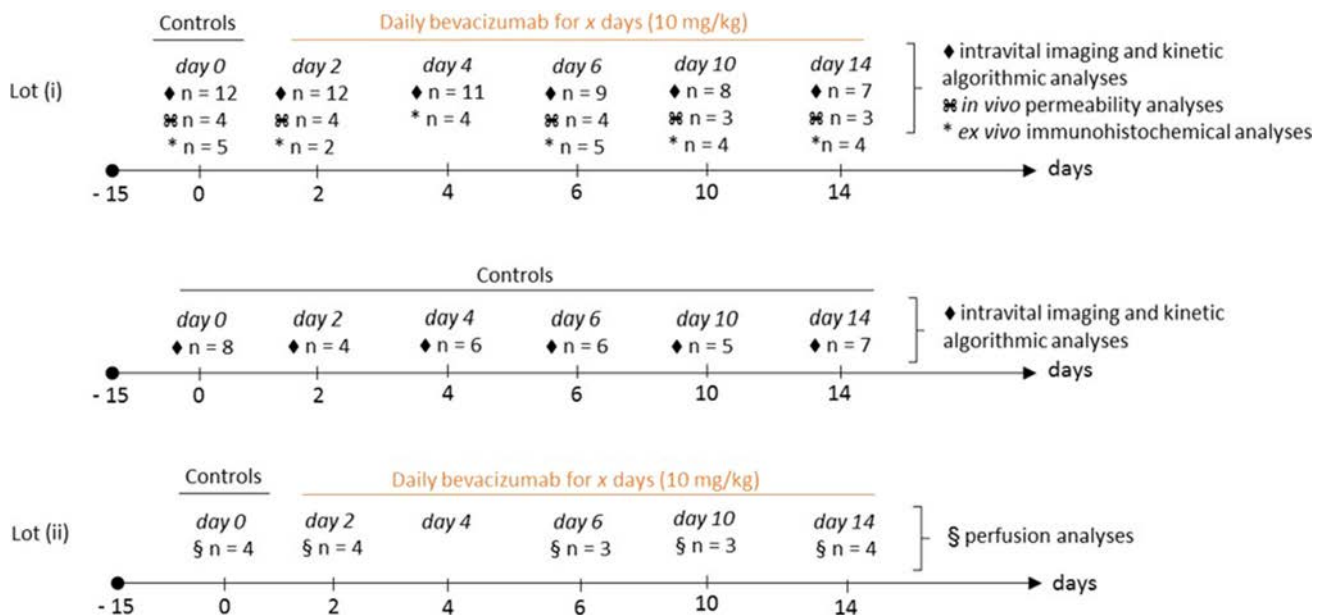 Controls
Daily bevacizumab for x days (10 mg/kg)
Lot (i)
day 0 day 2 day 4 day 6 day 10 day 14
♦ n = 12 ♦ n = 12 ♦ n = 11 ♦ n = 9 ♦ n = 8 ♦ n = 7
⌘ n = 4 ⌘ n = 4 * n = 4 ⌘ n = 4 ⌘ n = 3 ⌘ n = 3
* n = 5 * n = 2 * n = 5 * n = 4 *n = 4
♦ intravital imaging and kinetic
algorithmic analyses
⌘ in vivo permeability analyses
* ex vivo immunohistochemical analyses
days
- 15 0 2 4 6 10 14
Controls
day 0 day 2 day 4 day 6 day 10 day 14
♦ n = 8 ♦ n = 4 ♦ n = 6 ♦ n = 6 ♦ n = 5 ♦ n = 7
♦ intravital imaging and kinetic
algorithmic analyses
days
- 15 0 2 4 6 10 14
Controls
Daily bevacizumab for x days (10 mg/kg)
Lot (ii)
day 0 day 2 day 4 day 6 day 10 day 14
§ n = 4 § n = 4 § n = 3 § n = 3 § n = 4
§ perfusion analyses
days
- 15 0 2 4 6 10 14